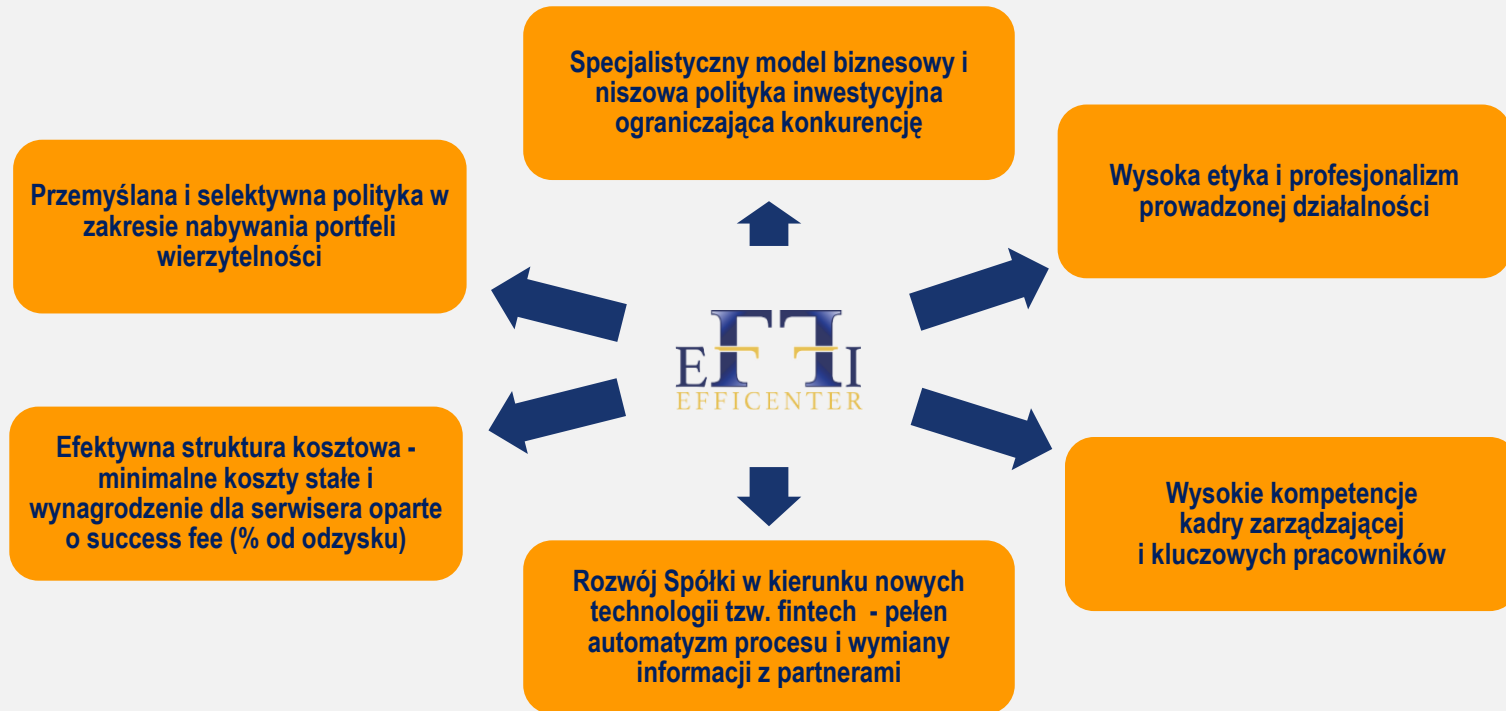 Specjalistyczny model biznesowy i
niszowa polityka inwestycyjna
ograniczająca konkurencję
Przemyślana i selektywna polityka w
zakresie nabywania portfeli
wierzytelności
Wysoka etyka i profesjonalizm
prowadzonej działalności
EFFI
EFFICENTER
Efektywna struktura kosztowa -
minimalne koszty stałe i
wynagrodzenie dla serwisera oparte
o success fee (% od odzysku)
Wysokie kompetencje
kadry zarządzającej
i kluczowych pracowników
Rozwój Spółki w kierunku nowych
technologii tzw. fintech - pełen
automatyzm procesu i wymiany
informacji z partnerami